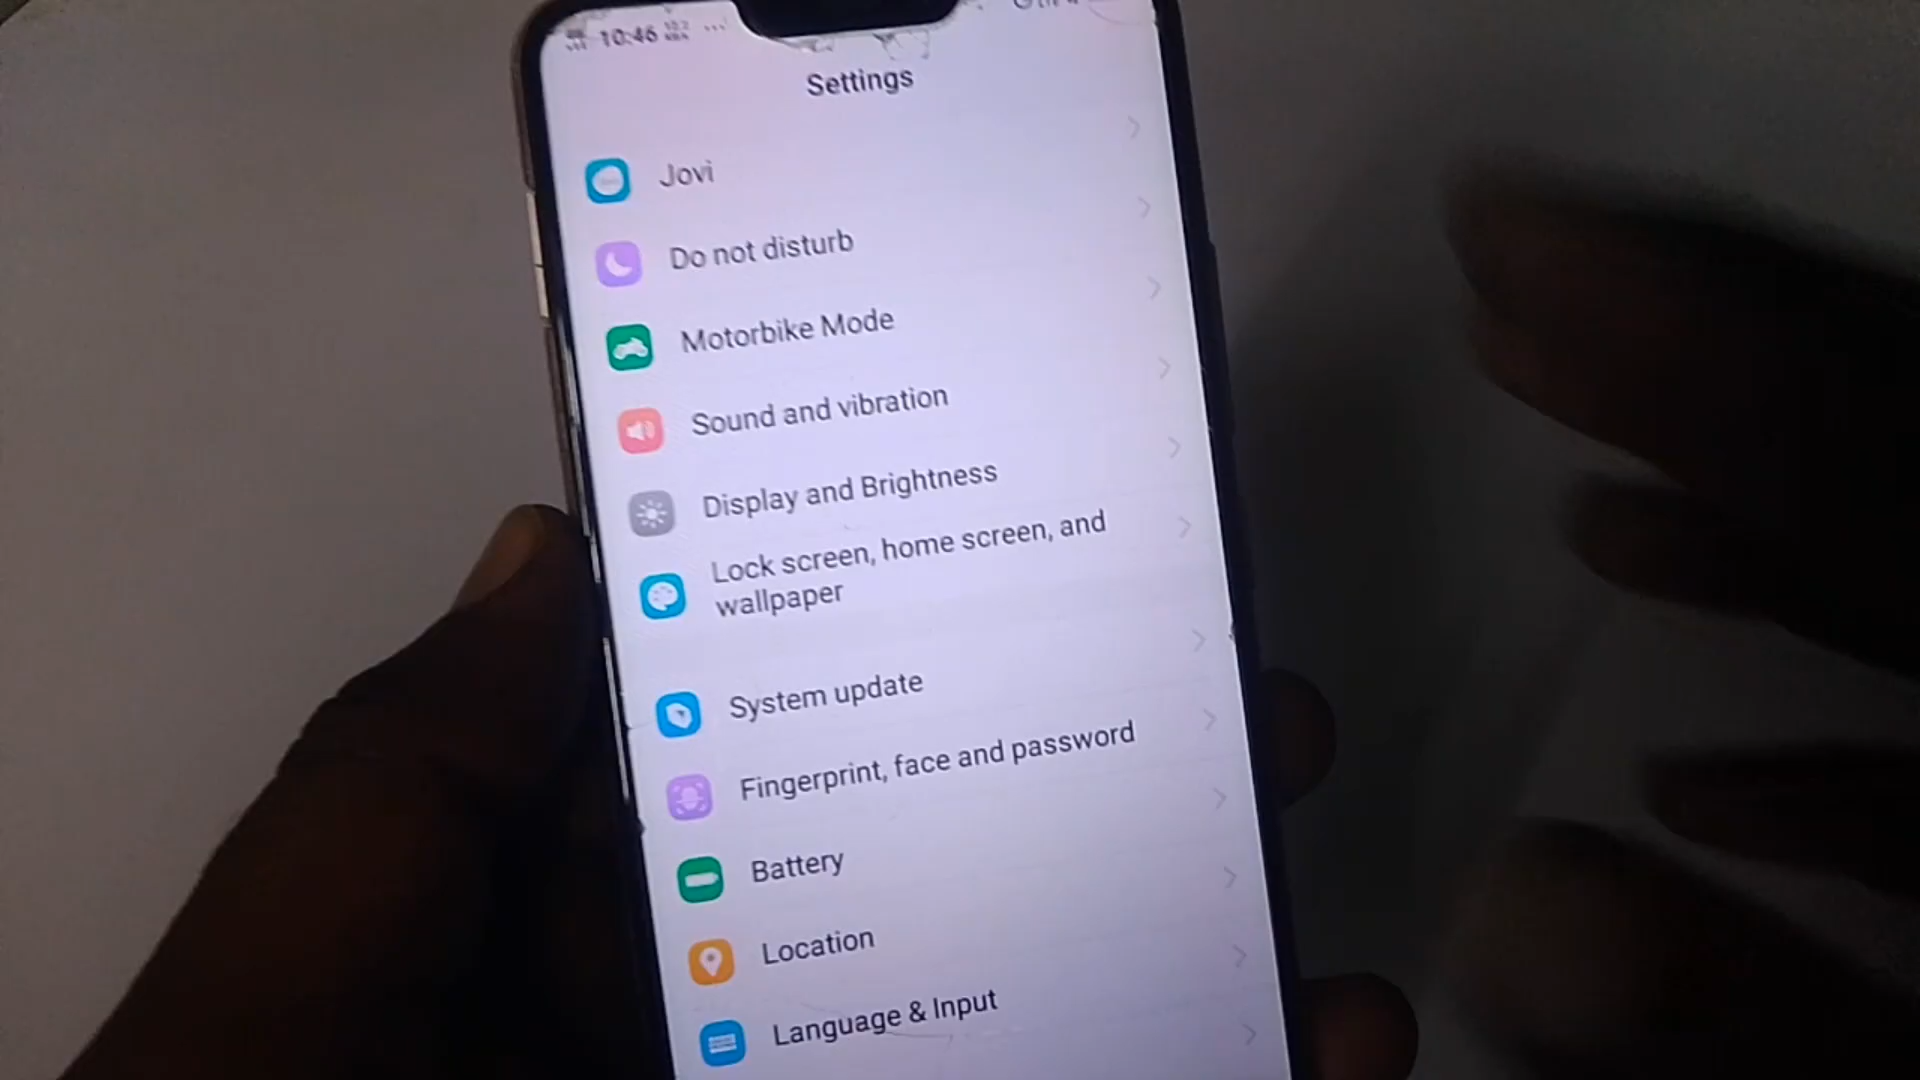 10:46
Settings
Jovi
Do not disturb
Motorbike Mode
Sound and vibration
Display and Brightness
Lock screen, home screen, and
wallpaper
System update
Fingerprint, face and password
Battery
Location
Language & Input